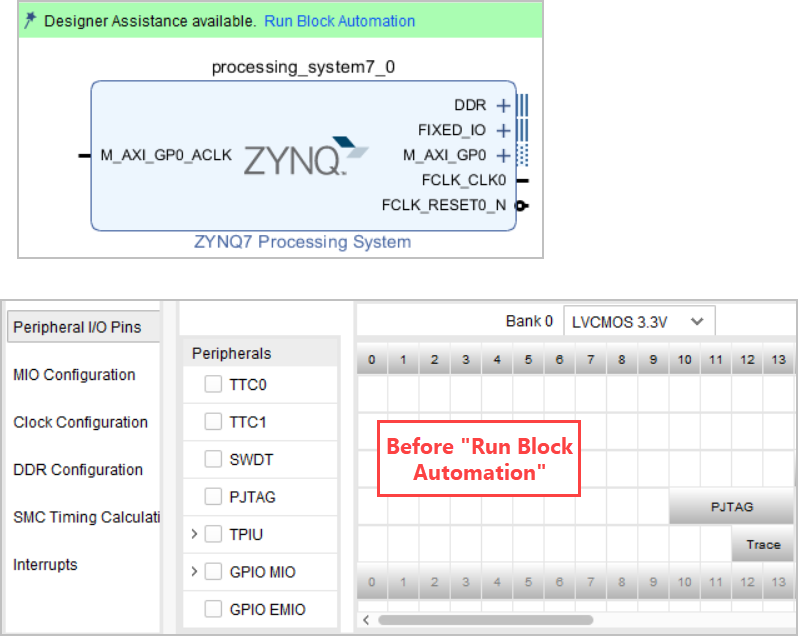 Designer Assistance available. Run Block Automation
processing_system7_0
DDR
FIXED_IO
M_AXI_GP0_ACLK
ZYNQ
M_AXI_GP0
FCLK_CLK0
FCLK_RESET0_N
ZYNQ7 Processing System
Peripheral I/O Pins
MIO Configuration
Clock Configuration
DDR Configuration
SMC Timing Calculati
Interrupts
Peripherals
TTC0
TTC1
SWDT
PJTAG
TPIU
GPIO MIO
GPIO EMIO
Bank 0 LVCMOS 3.3V
0 1 2 3 4 5 6 7 8 9 10 11 12 13
Before "Run Block
Automation"
PJTAG
Trace
0 1 2 3 4 5 6 7 8 9 10 11 12 13